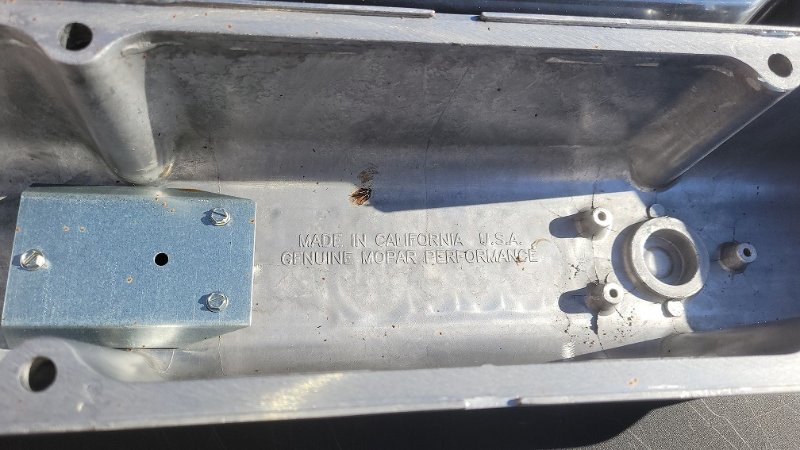 MADE IN CALIFORNIA U.S.A.
GENUINE MOPAR PERFORMANCE